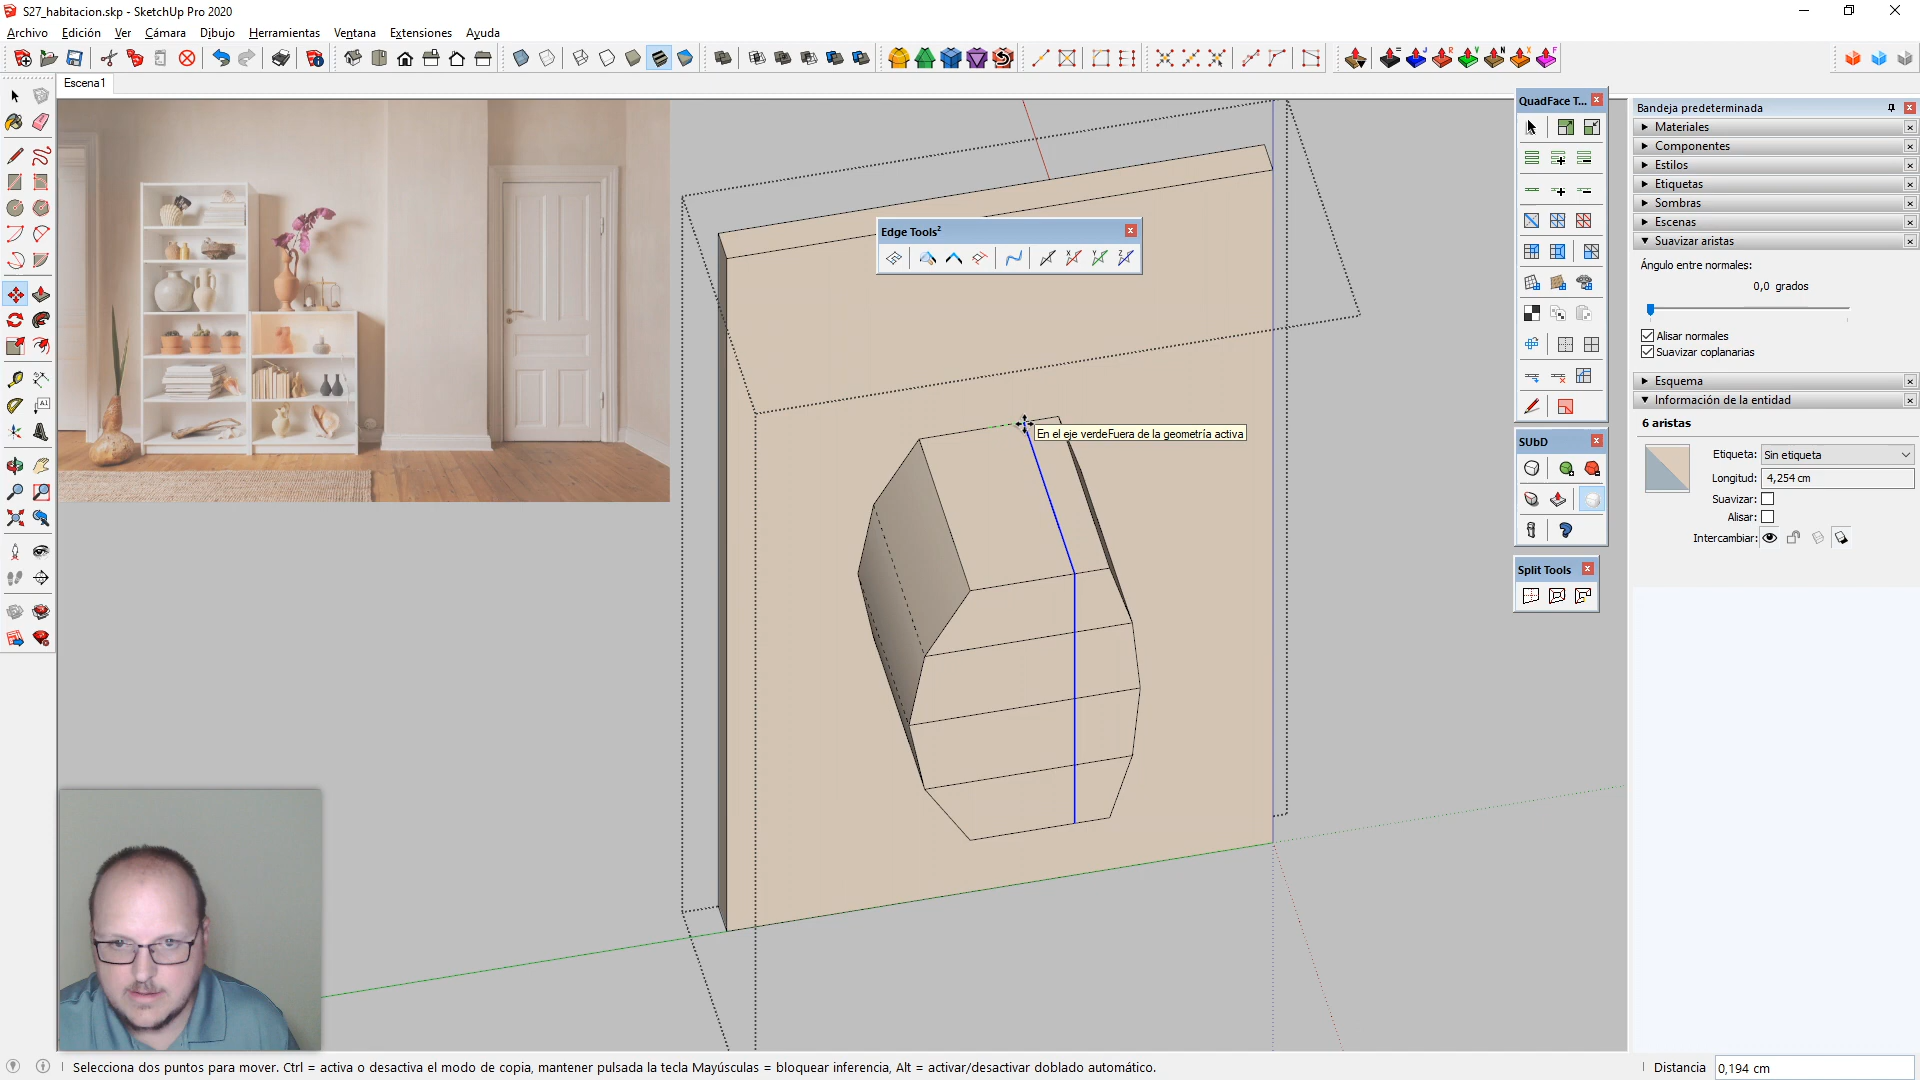 S27_habitacion.skp - SketchUp Pro 2020
Archivo Edición Ver Cámara Dibujo Herramientas Ventana Extensiones Ayuda
Escena1
QuadFace T...
Bandeja predeterminada
Materiales
Componentes
Estilos
Etiquetas
Sombras
Escenas
Suavizar aristas
Ángulo entre normales:
0,0 grados
Alisar normales
Suavizar coplanarias
Esquema
Información de la entidad
6 aristas
Etiqueta: Sin etiqueta
Longitud: 4,254 cm
Suavizar:
Alisar:
Intercambiar:
Edge Tools²
En el eje verdeFuera de la geometría activa
SUbD
Split Tools
Selecciona dos puntos para mover. Ctrl = activa o desactiva el modo de copia, mantener pulsada la tecla Mayúsculas = bloquear inferencia, Alt = activar/desactivar doblado automático.
Distancia 0,194 cm